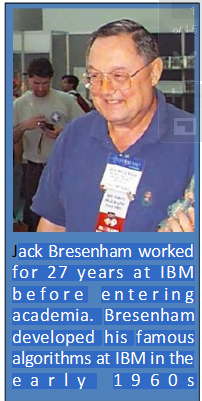 Jack Bresenham worked
for 27 years at IBM
before entering
academia. Bresenham
developed his famous
algorithms at IBM in the
early 1960s